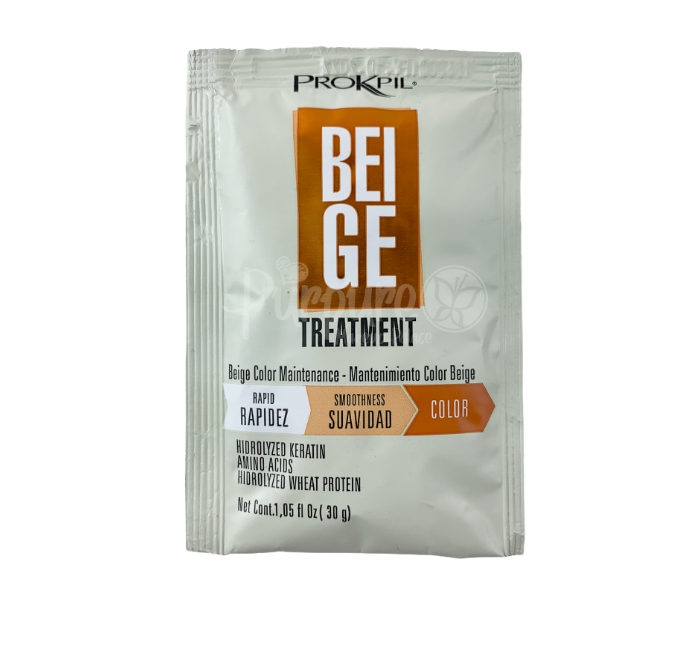 PROKPIL®
BEI
GE
TREATMENT
Beige Color Maintenance - Mantenimiento Color Beige
RAPID
RAPIDEZ
SMOOTHNESS
SUAVIDAD
COLOR
HIDROLYZED KERATIN
AMINO ACIDS
HIDROLYZED WHEAT PROTEIN
Net Cont.1,05 fl Oz( 30 g)
Purpura